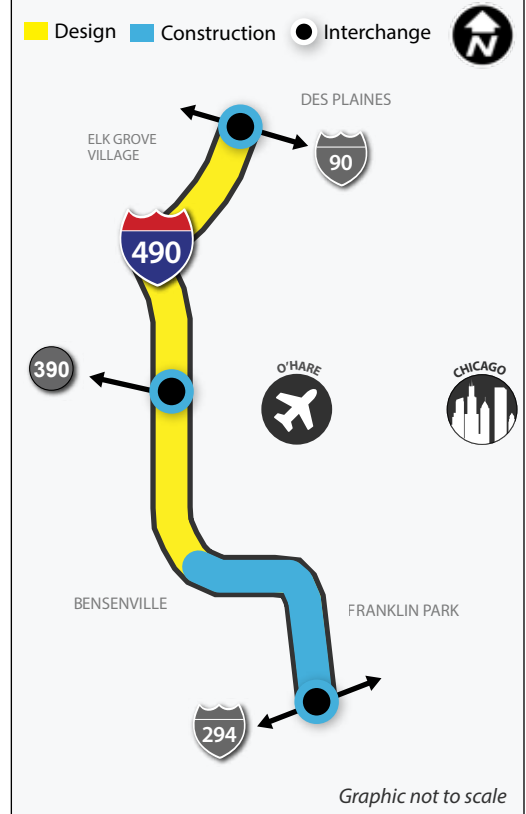 Design Construction Interchange N
DES PLAINES
ELK GROVE
VILLAGE
90
490
390
O'HARE
CHICAGO
BENSENVILLE
FRANKLIN PARK
294
Graphic not to scale